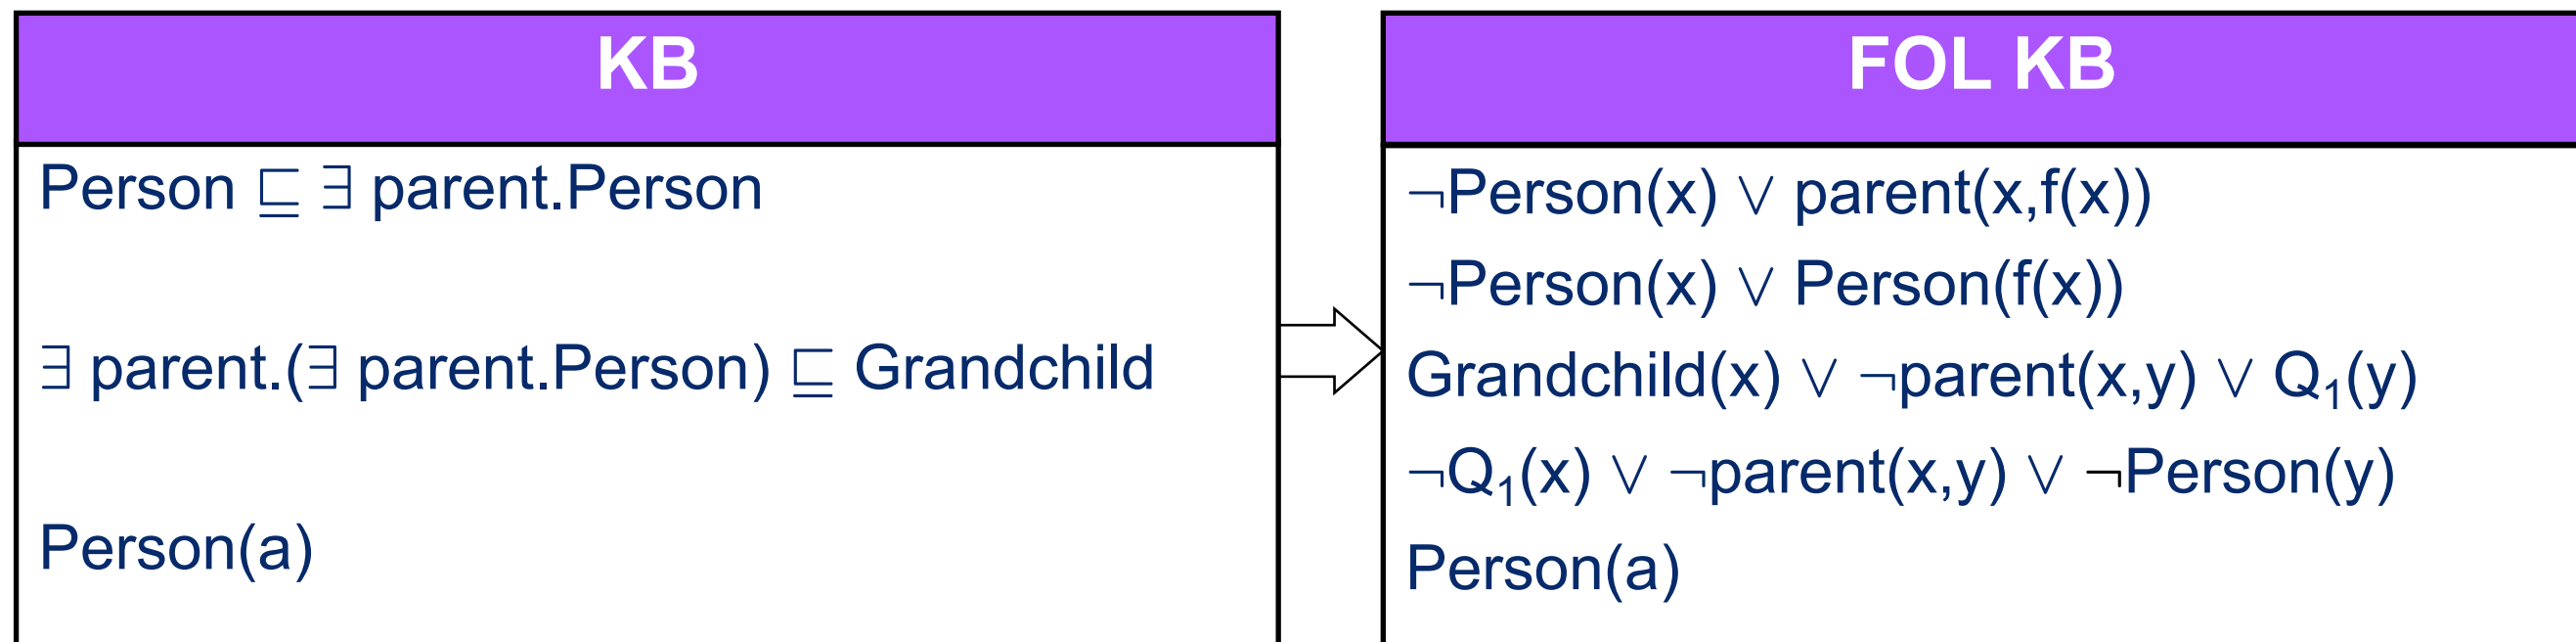 KB
Person ⊑ ∃ parent.Person
∃ parent.(∃ parent.Person) ⊑ Grandchild
Person(a)
FOL KB
¬Person(x) ∨ parent(x,f(x))
¬Person(x) ∨ Person(f(x))
Grandchild(x) ∨ ¬parent(x,y) ∨ Q₁(y)
¬Q₁(x) ∨ ¬parent(x,y) ∨ ¬Person(y)
Person(a)